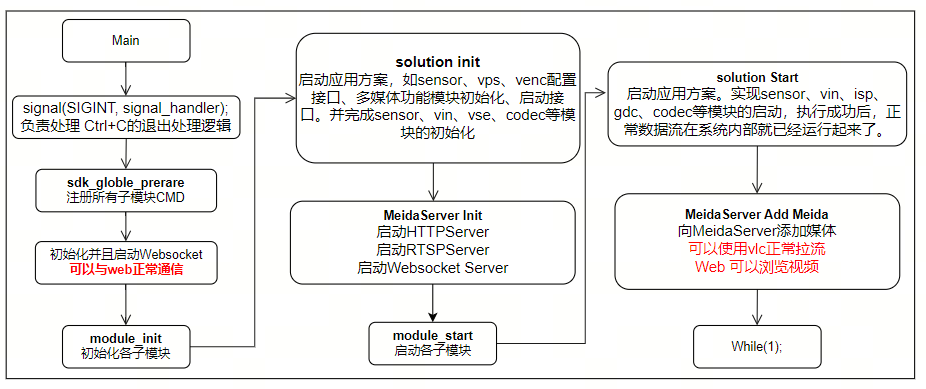 Main
signal(SIGINT, signal_handler);
负责处理 Ctrl+C的退出处理逻辑
sdk_globle_prerare
注册所有子模块CMD
初始化并且启动Websocket
可以与web正常通信
module_init
初始化各子模块
solution init
启动应用方案，如sensor、vps、venc配置
接口、多媒体功能模块初始化、启动接
口。并完成sensor、vin、vse、codec等模
块的初始化
MeidaServer Init
启动HTTPServer
启动RTSPServer
启动Websocket Server
module_start
启动各子模块
solution Start
启动应用方案。实现sensor、vin、isp、
gdc、codec等模块的启动，执行成功后，正
常数据流在系统内部就已经运行起来了。
MeidaServer Add Meida
向MeidaServer添加媒体
可以使用vlc正常拉流
Web 可以浏览视频
While(1);